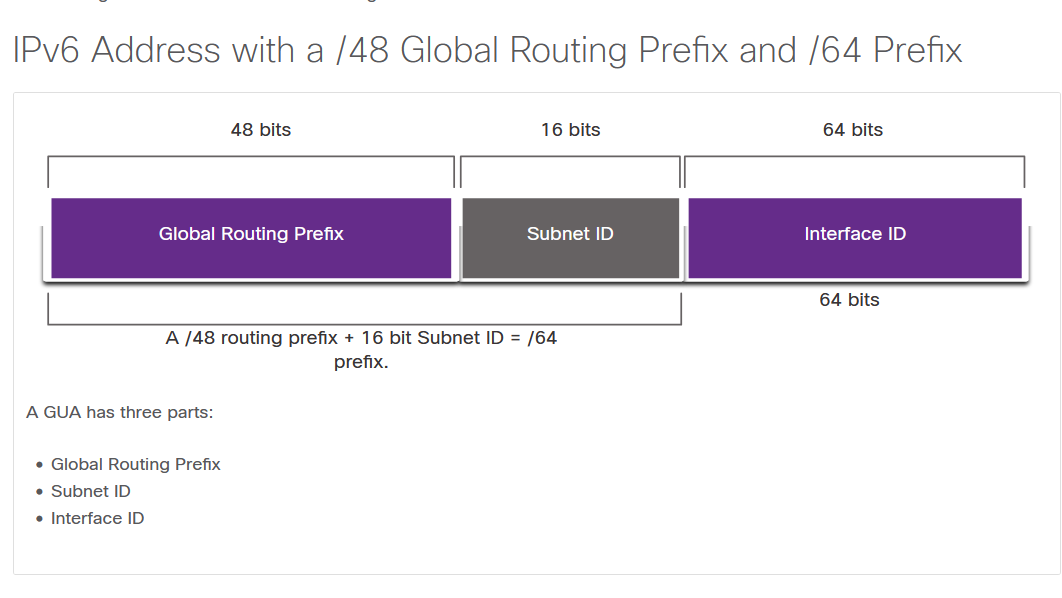 IPv6 Address with a /48 Global Routing Prefix and /64 Prefix
48 bits
16 bits
64 bits
Global Routing Prefix
Subnet ID
Interface ID
64 bits
A /48 routing prefix + 16 bit Subnet ID = /64
prefix.
A GUA has three parts:
• Global Routing Prefix
• Subnet ID
• Interface ID